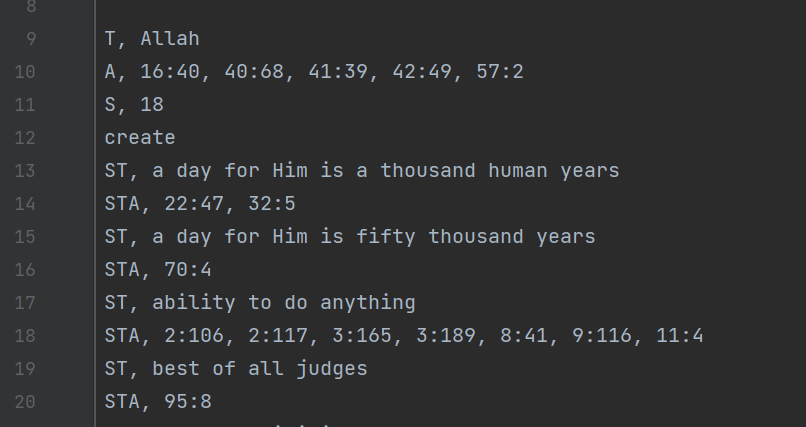 8
9 T, Allah
10 A, 16:40, 40:68, 41:39, 42:49, 57:2
11 S, 18
12 create
13 ST, a day for Him is a thousand human years
14 STA, 22:47, 32:5
15 ST, a day for Him is fifty thousand years
16 STA, 70:4
17 ST, ability to do anything
18 STA, 2:106, 2:117, 3:165, 3:189, 8:41, 9:116, 11:4
19 ST, best of all judges
20 STA, 95:8